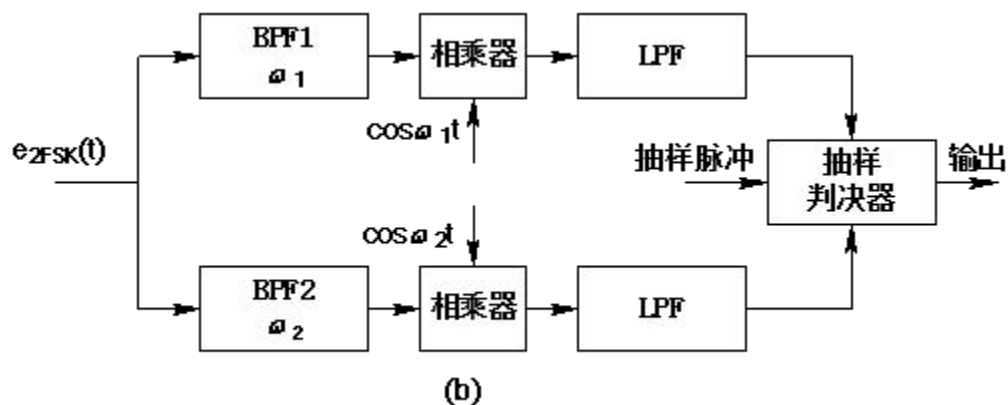 BPF1
ω₁
相乘器
LPF
cosω₁t
e₂FSK(t)
抽样脉冲
抽样
判决器
输出
cosω₂t
BPF2
ω₂
相乘器
LPF
(b)